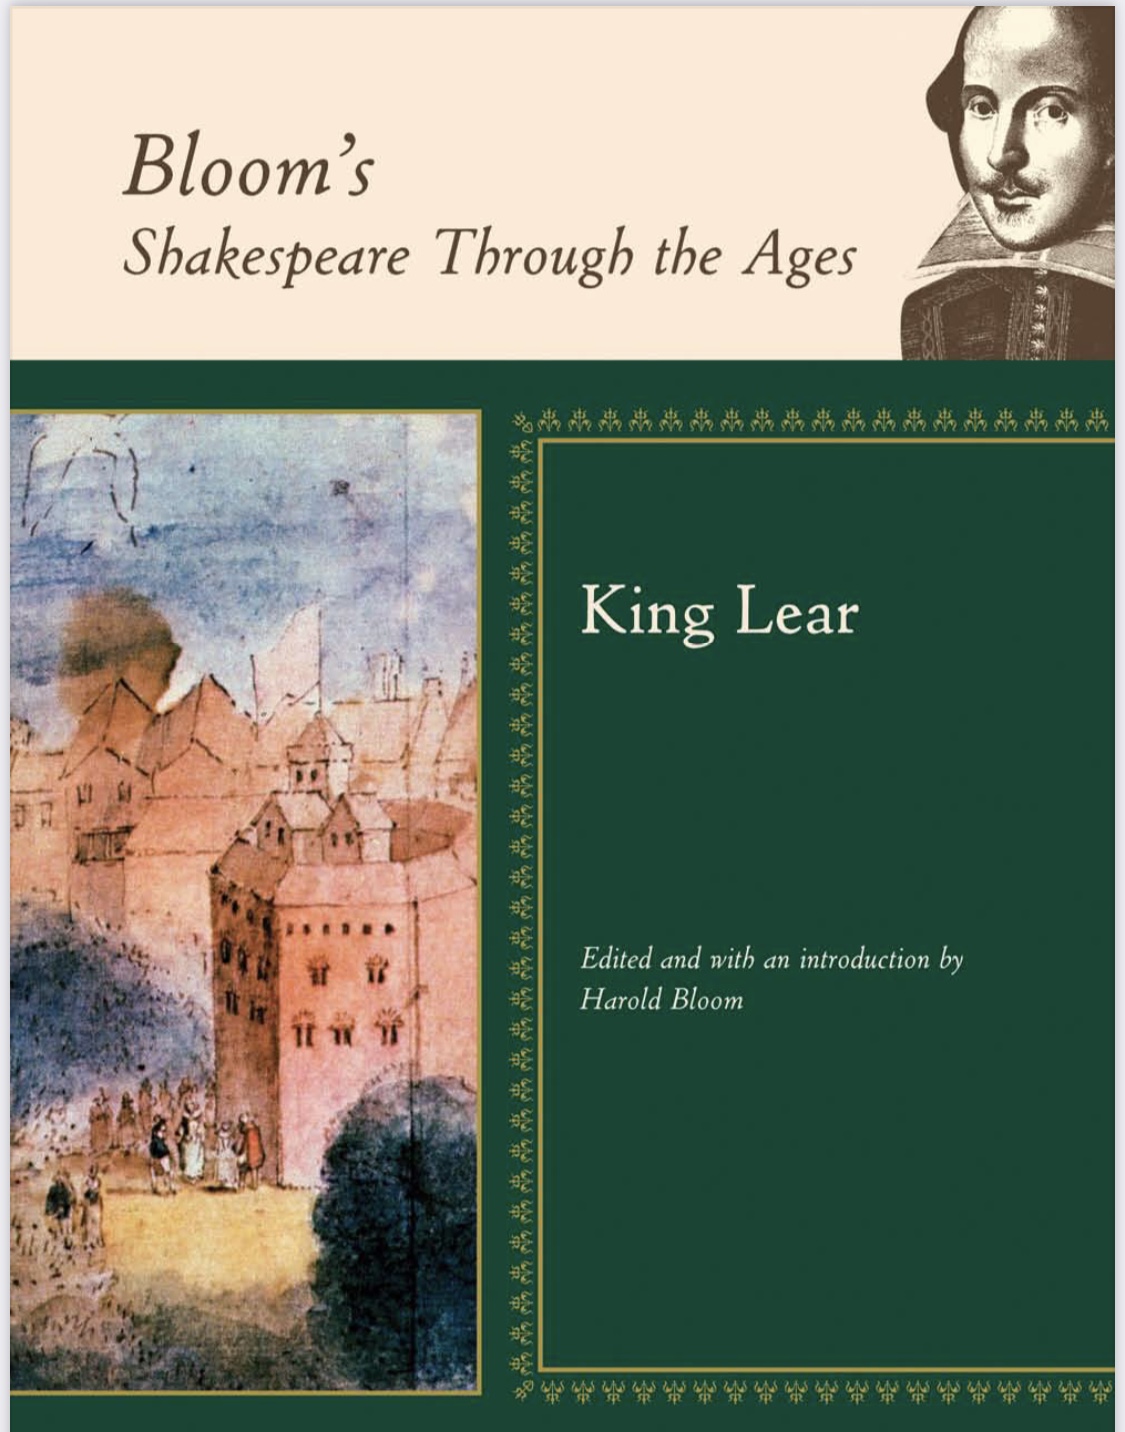 Bloom's
Shakespeare Through the Ages
King Lear
Edited and with an introduction by
Harold Bloom